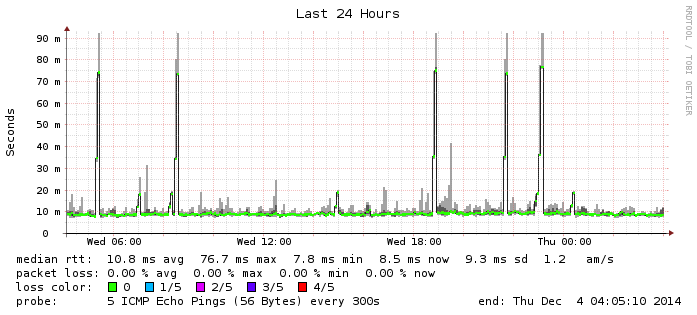 Last 24 Hours
RRDTOOL / TOBI OETIKER
Seconds
90 m
80 m
70 m
60 m
50 m
40 m
30 m
20 m
10 m
0
Wed 06:00 Wed 12:00 Wed 18:00 Thu 00:00
median rtt: 10.8 ms avg 76.7 ms max 7.8 ms min 8.5 ms now 9.3 ms sd 1.2 am/s
packet loss: 0.00 % avg 0.00 % max 0.00 % min 0.00 % now
loss color: 0 1/5 2/5 3/5 4/5
probe: 5 ICMP Echo Pings (56 Bytes) every 300s end: Thu Dec 4 04:05:10 2014